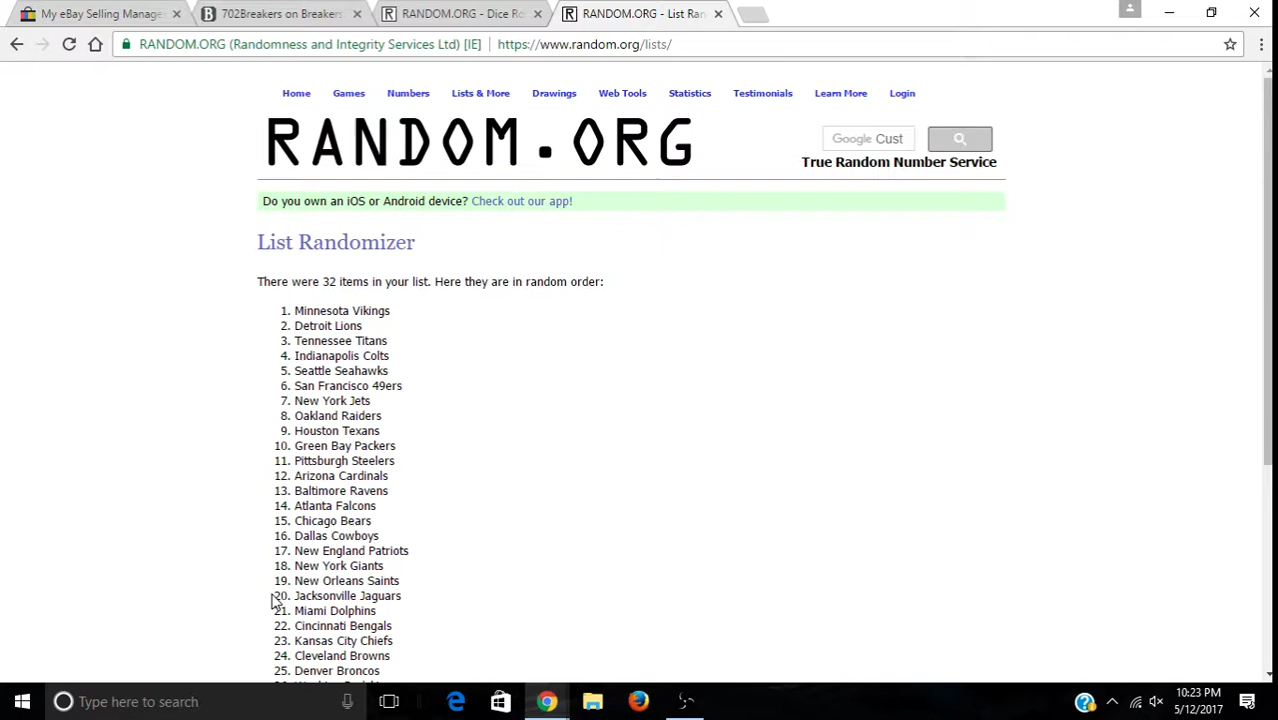 My eBay Selling Manage
702Breakers on Breakers
RANDOM.ORG - Dice Ro
RANDOM.ORG - List Ran
RANDOM.ORG (Randomness and Integrity Services Ltd) [IE]
https://www.random.org/lists/
Home Games Numbers Lists & More Drawings Web Tools Statistics Testimonials Learn More Login
RANDOM.ORG
Google Cust
True Random Number Service
Do you own an iOS or Android device? Check out our app!
List Randomizer
There were 32 items in your list. Here they are in random order:
1. Minnesota Vikings
2. Detroit Lions
3. Tennessee Titans
4. Indianapolis Colts
5. Seattle Seahawks
6. San Francisco 49ers
7. New York Jets
8. Oakland Raiders
9. Houston Texans
10. Green Bay Packers
11. Pittsburgh Steelers
12. Arizona Cardinals
13. Baltimore Ravens
14. Atlanta Falcons
15. Chicago Bears
16. Dallas Cowboys
17. New England Patriots
18. New York Giants
19. New Orleans Saints
20. Jacksonville Jaguars
21. Miami Dolphins
22. Cincinnati Bengals
23. Kansas City Chiefs
24. Cleveland Browns
25. Denver Broncos
Type here to search
10:23 PM
5/12/2017